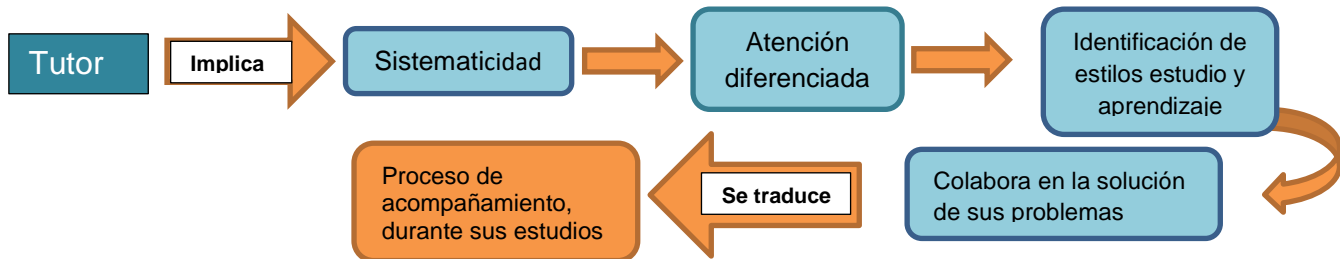 Tutor
Implica
Sistematicidad
Atención
diferenciada
Identificación de
estilos estudio y
aprendizaje
Colabora en la solución
de sus problemas
Se traduce
Proceso de
acompañamiento,
durante sus estudios